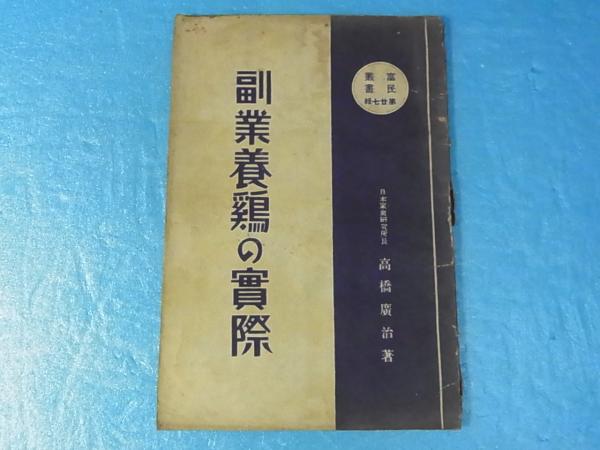 富民
叢書
第廿七輯
日本家禽研究所長
高橋廣治著
副業養鶏の實際